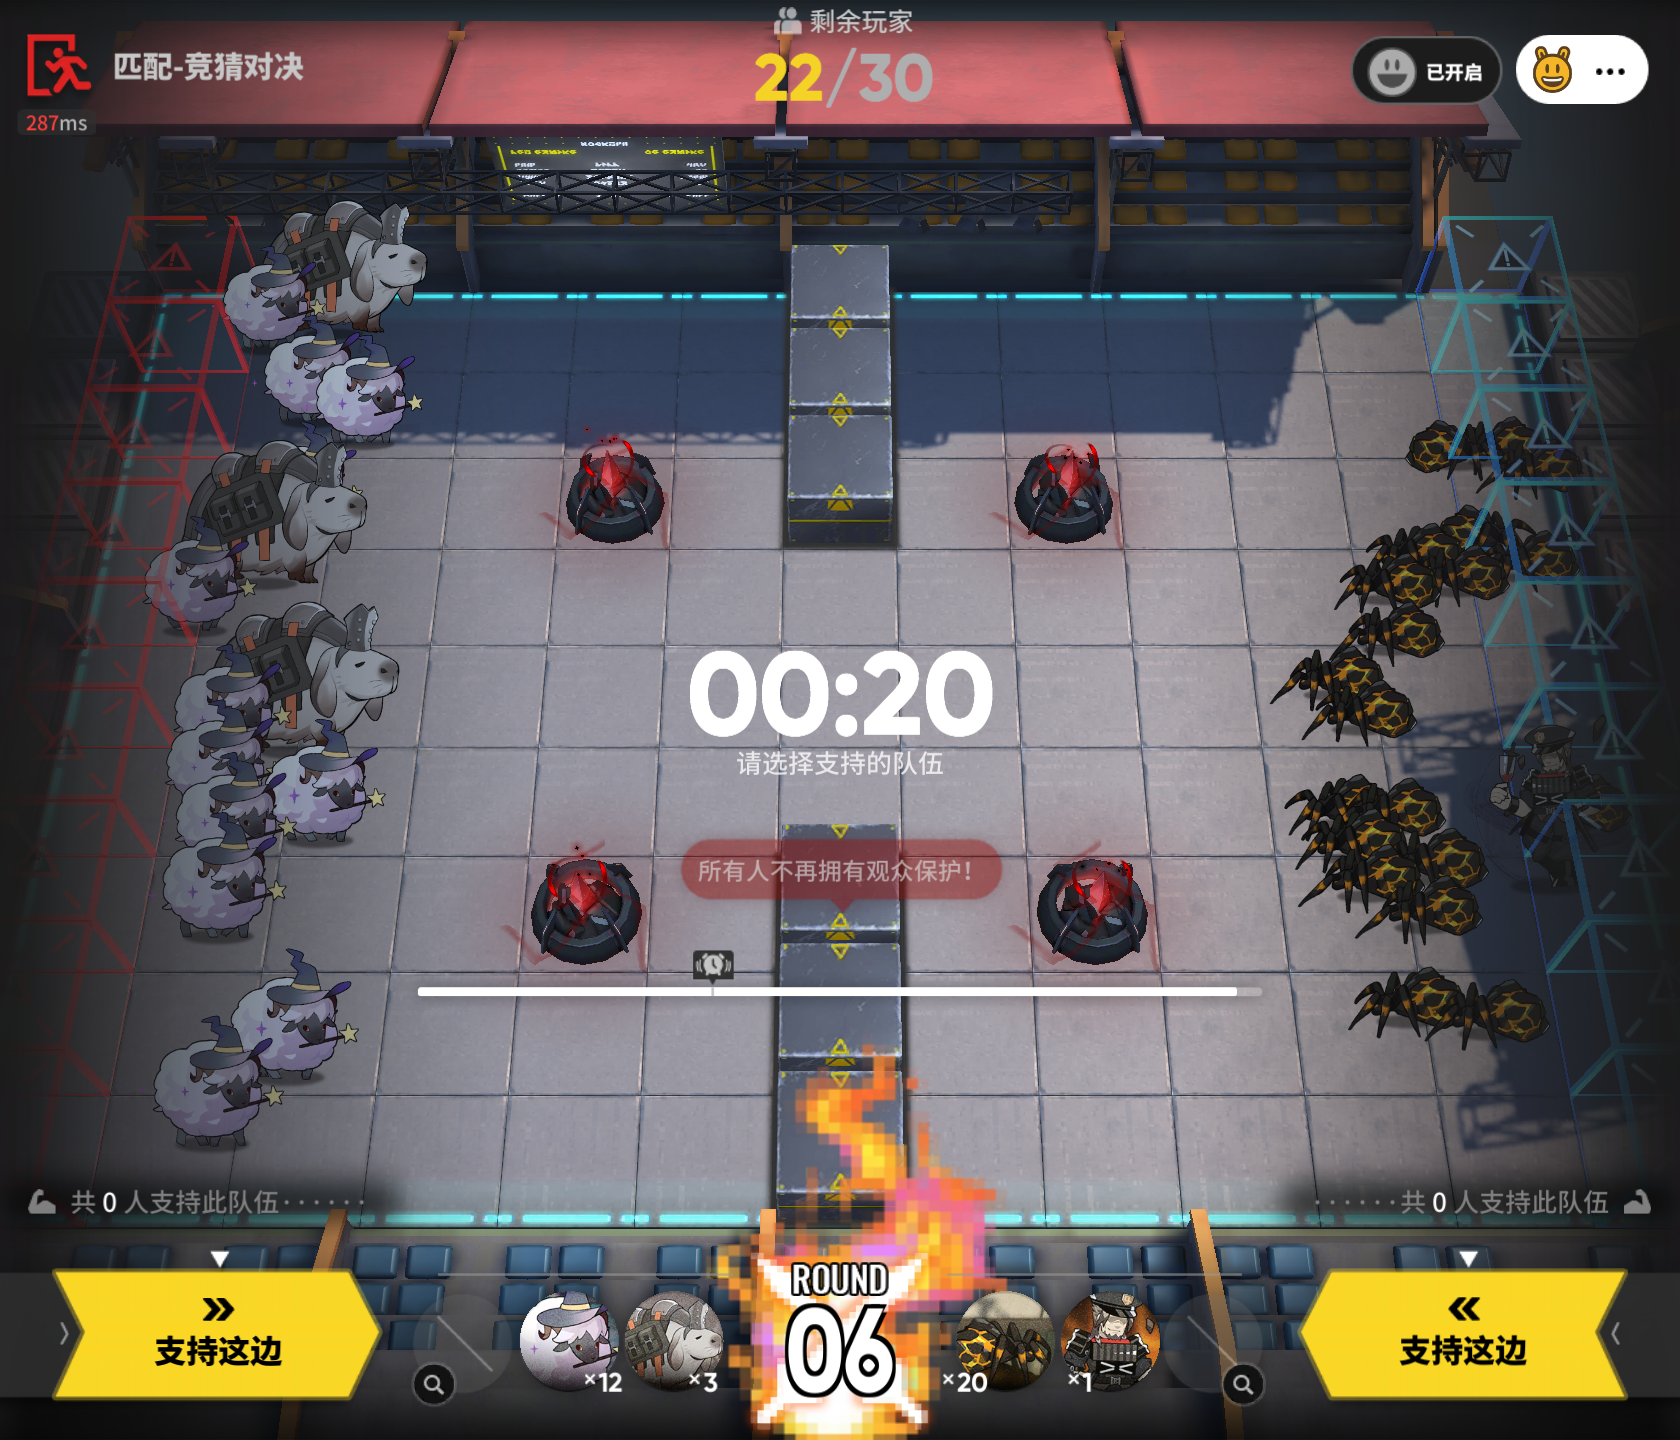 剩余玩家
匹配-竞猜对决
22/30
已开启
287ms
00:20
请选择支持的队伍
所有人不再拥有观众保护!
共 0 人支持此队伍······
······共 0 人支持此队伍
ROUND
06
支持这边
×12
×3
×20
×1
支持这边